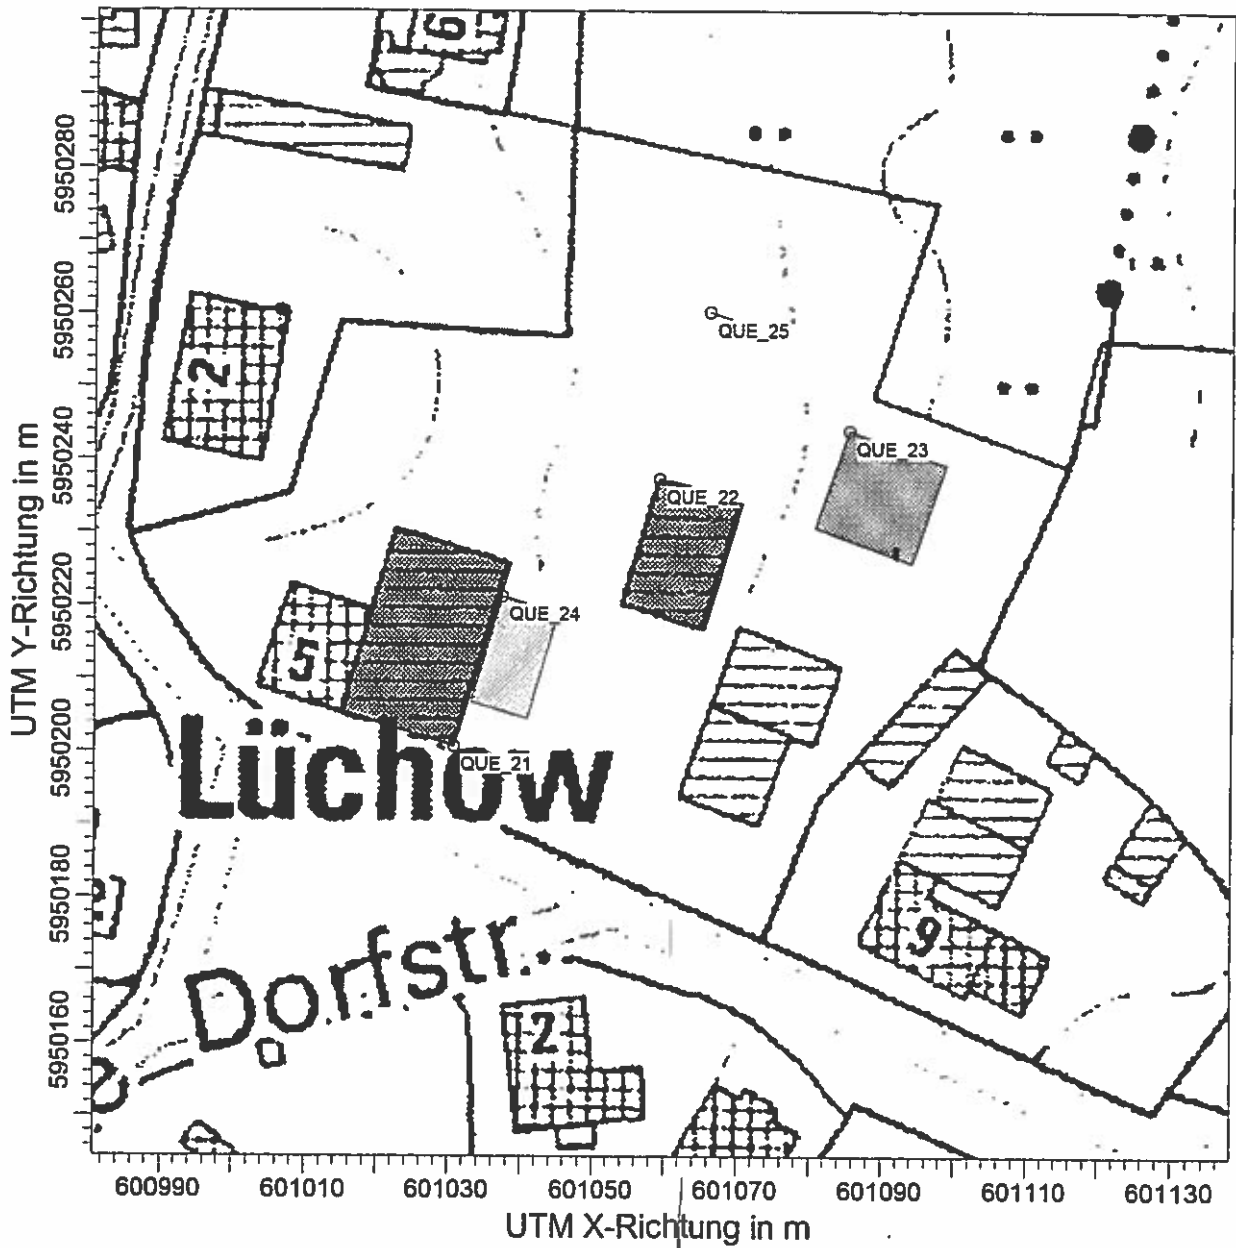 6
5950280
5950260
QUE_25
2
5950240
QUE_23
QUE_22
5950220
QUE_24
5
5950200
QUE_21
Lüchow
5950180
9
Dorfstr.
5950160
2
UTM Y-Richtung in m
600990 601010 601030 601050 601070 601090 601110 601130
UTM X-Richtung in m